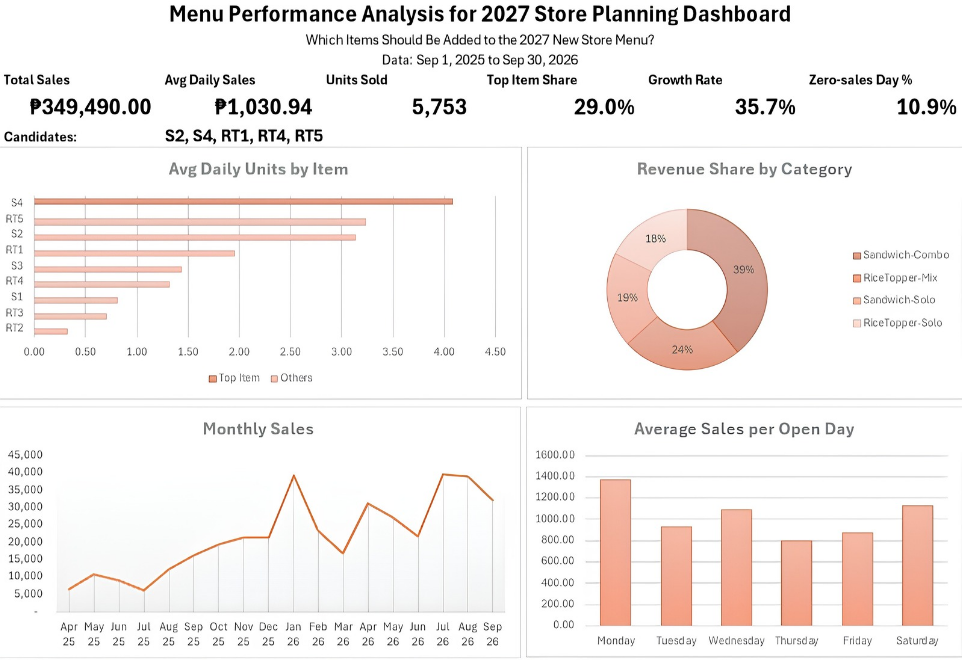 Menu Performance Analysis for 2027 Store Planning Dashboard
Which Items Should Be Added to the 2027 New Store Menu?
Data: Sep 1, 2025 to Sep 30, 2026
Total Sales Avg Daily Sales Units Sold Top Item Share Growth Rate Zero-sales Day %
₱349,490.00 ₱1,030.94 5,753 29.0% 35.7% 10.9%
Candidates: S2, S4, RT1, RT4, RT5
Avg Daily Units by Item
S4
RT5
S2
RT1
S3
RT4
S1
RT3
RT2
0.00 0.50 1.00 1.50 2.00 2.50 3.00 3.50 4.00 4.50
Top Item Others
Revenue Share by Category
18%
39%
19%
24%
Sandwich-Combo
RiceTopper-Mix
Sandwich-Solo
RiceTopper-Solo
Monthly Sales
45,000
40,000
35,000
30,000
25,000
20,000
15,000
10,000
5,000
-
Apr May Jun Jul Aug Sep Oct Nov Dec Jan Feb Mar Apr May Jun Jul Aug Sep
25 25 25 25 25 25 25 25 25 26 26 26 26 26 26 26 26 26
Average Sales per Open Day
1600.00
1400.00
1200.00
1000.00
800.00
600.00
400.00
200.00
0.00
Monday Tuesday Wednesday Thursday Friday Saturday